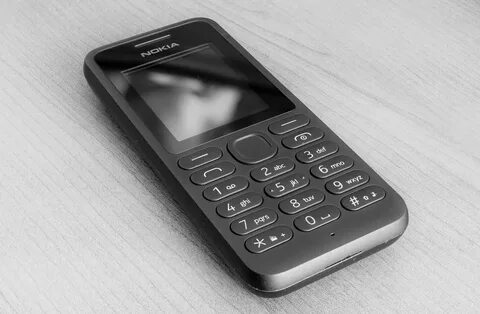 NOKIA
1 ao 2 abc 3 def
4 ghi 5 jkl 6 mno
7 pqrs 8 tuv 9 wxyz
* + 0 #